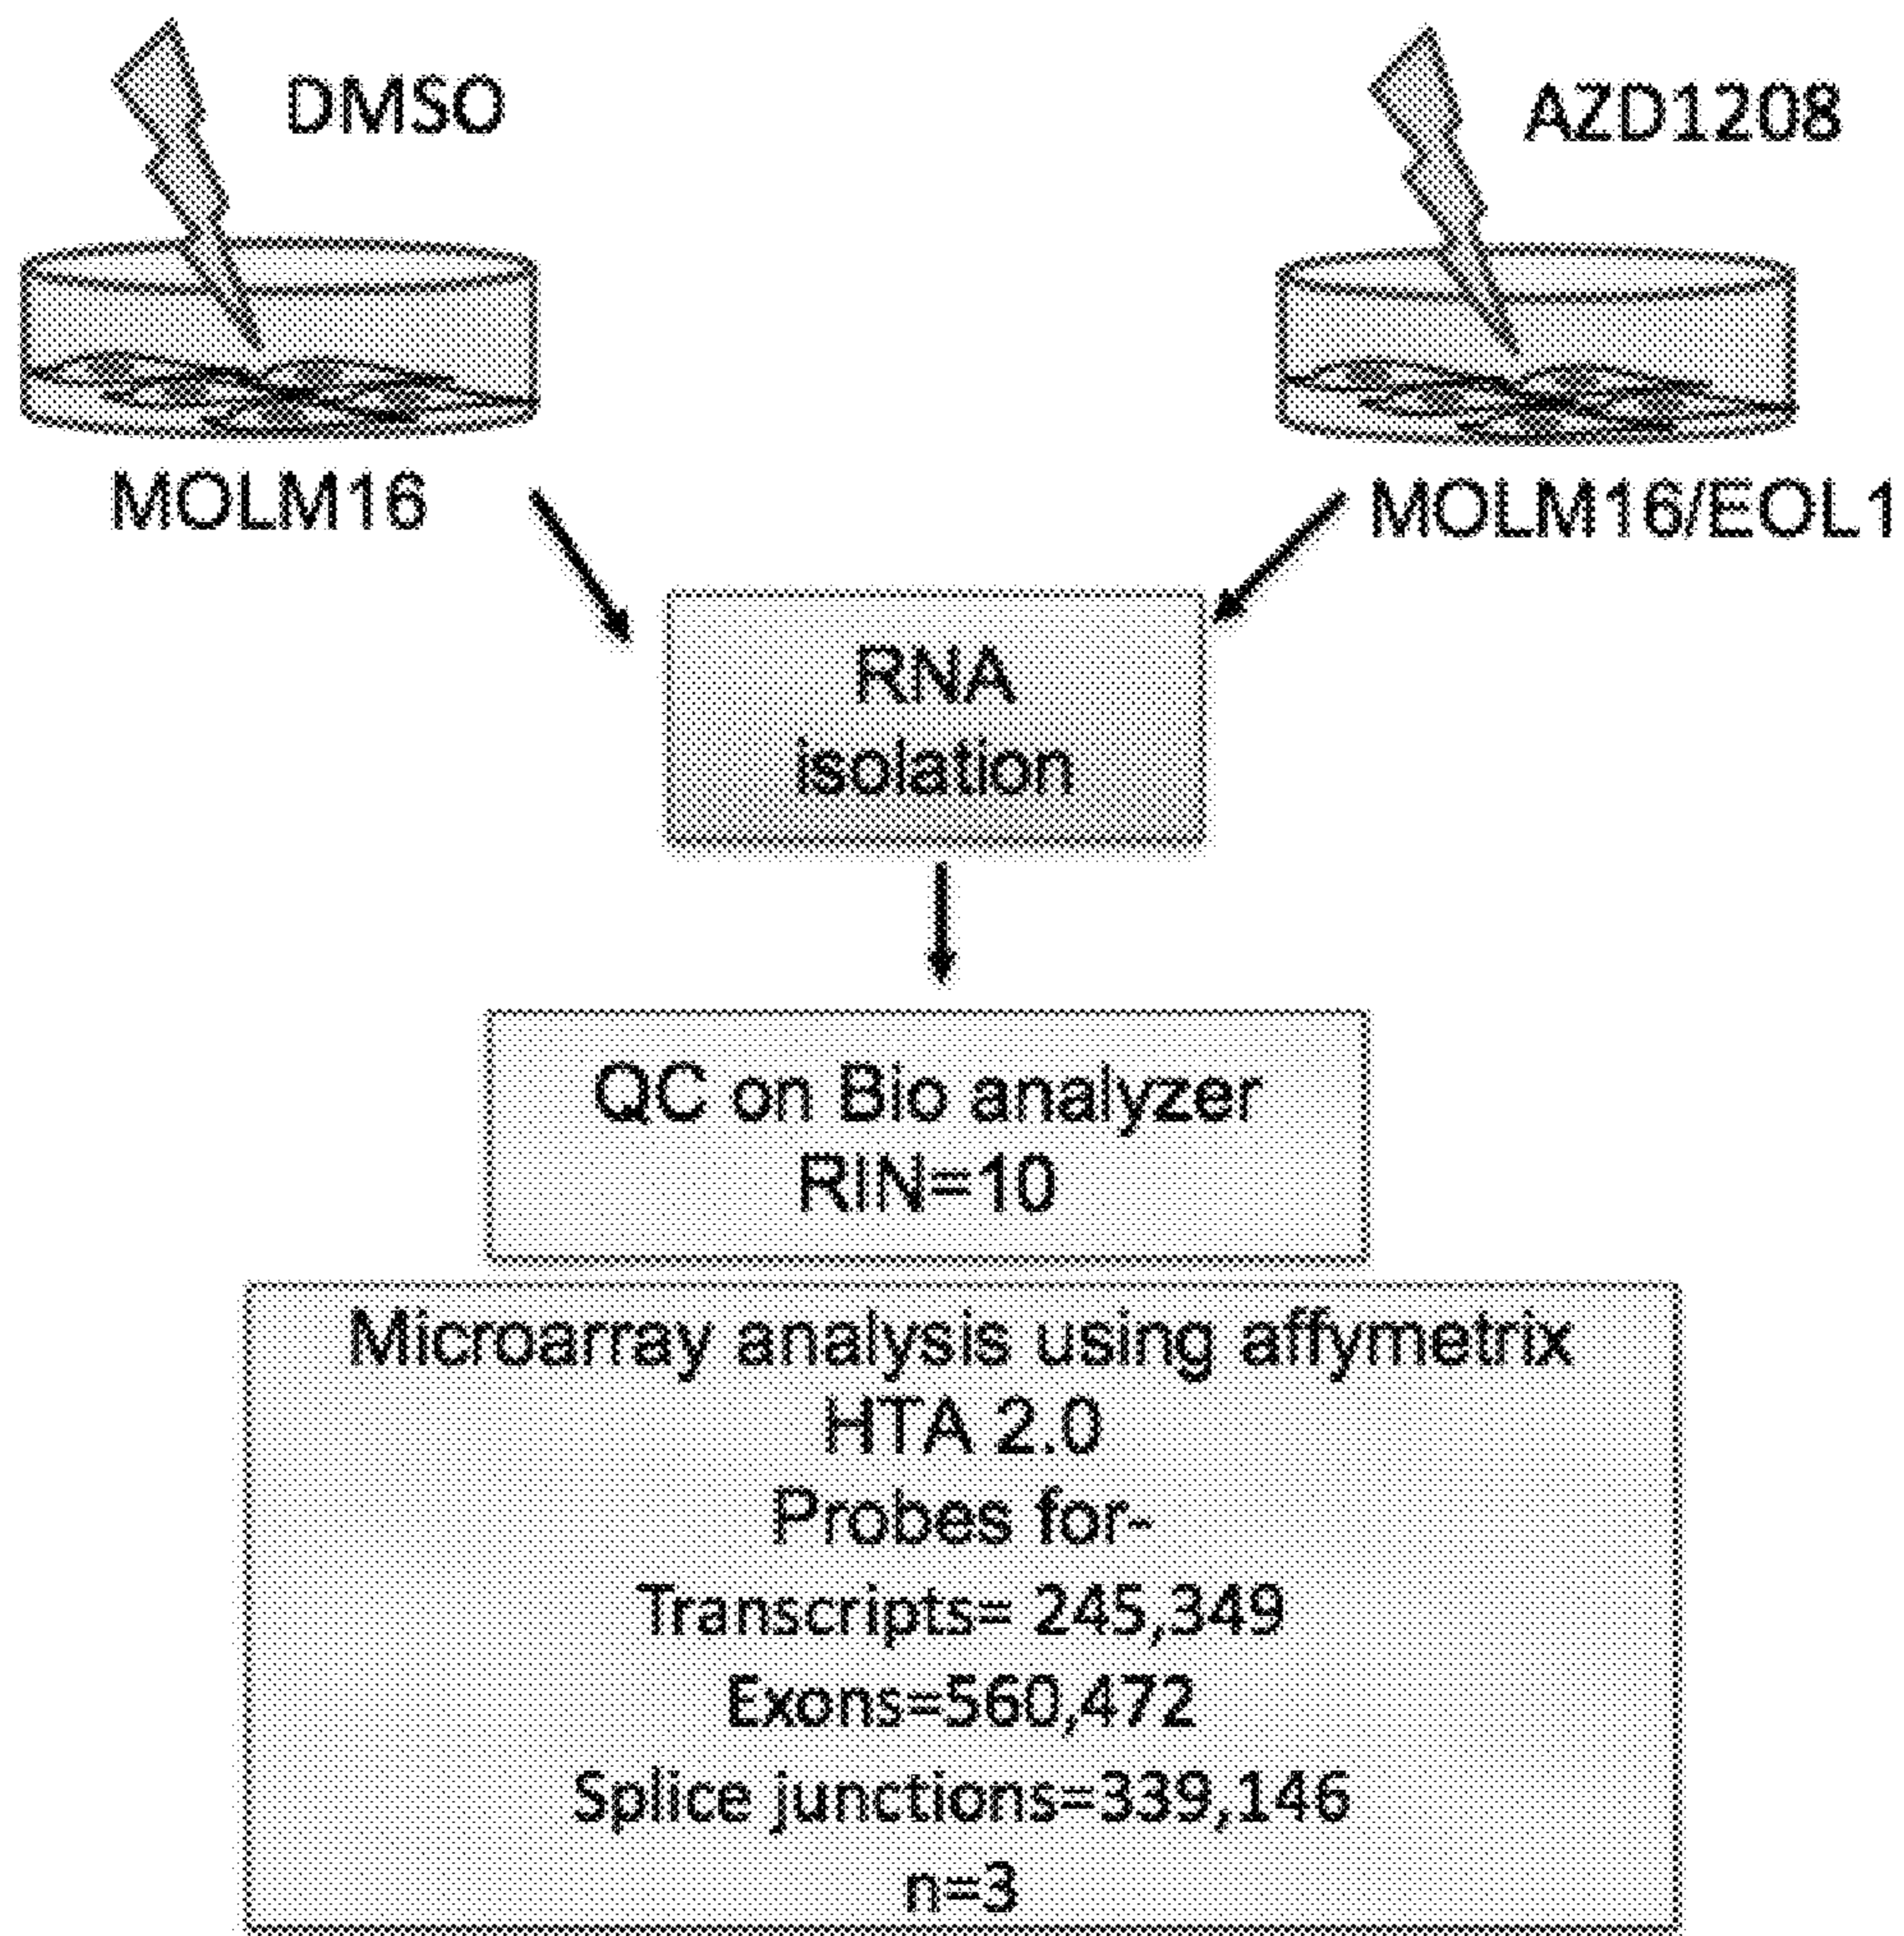 DMSO
AZD1208
MOLM16
MOLM16/EOL1
RNA
isolation
QC on Bio analyzer
RIN=10
Microarray analysis using affymetrix
HTA 2.0
Probes for-
Transcripts= 245,349
Exons=560,472
Splice junctions=339,146
n=3